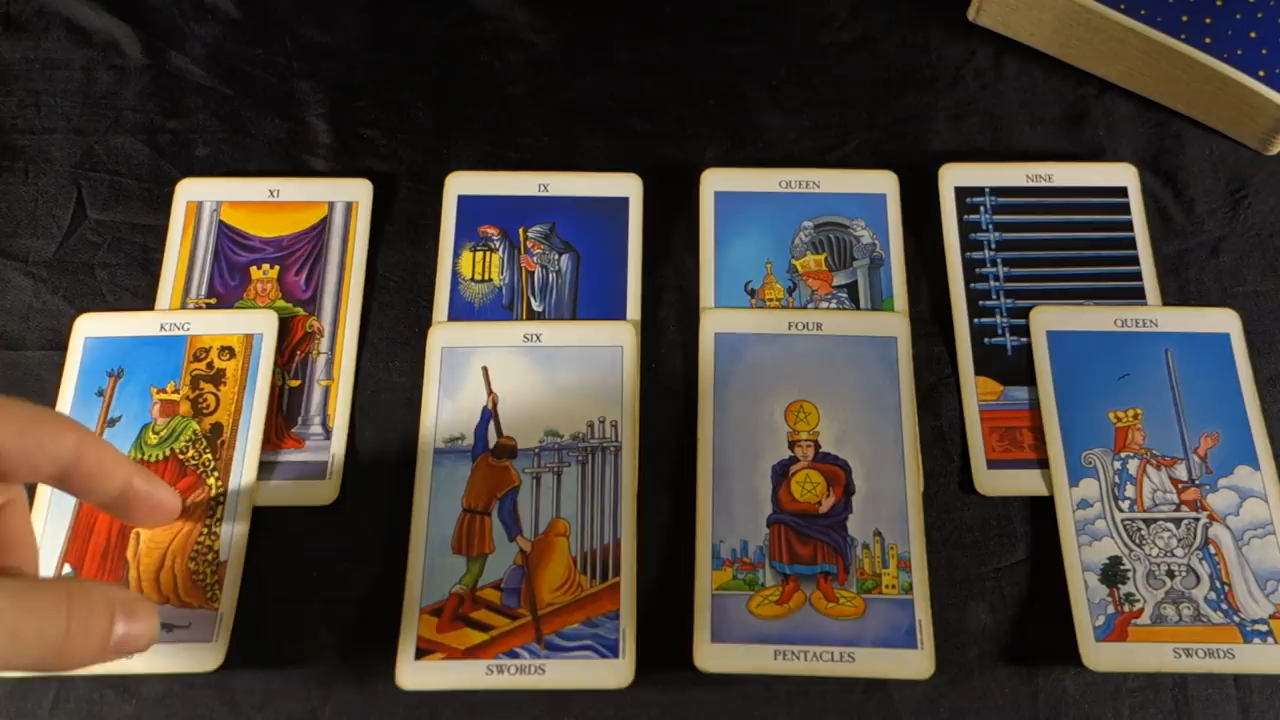 XI
IX
QUEEN
NINE
KING
SIX
SWORDS
FOUR
PENTACLES
QUEEN
SWORDS